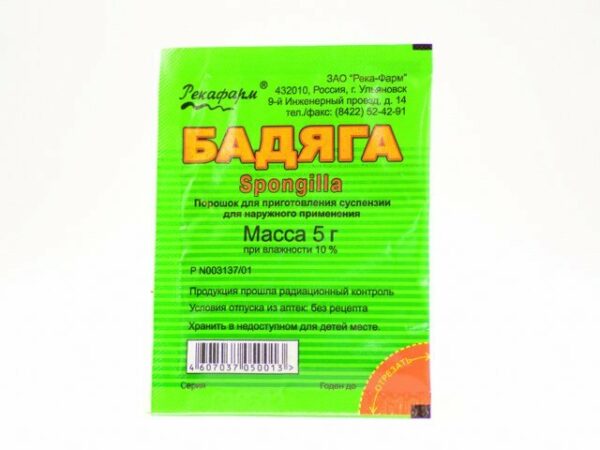 Рекафарм®
ЗАО "Река-Фарм"
432010, Россия, г. Ульяновск
9-й Инженерный проезд, д. 14
тел./факс: (8422) 52-42-91
БАДЯГА
Spongilla
Порошок для приготовления суспензии
для наружного применения
Масса 5 г
при влажности 10 %
Р N003137/01
Продукция прошла радиационный контроль
Условия отпуска из аптек: без рецепта
Хранить в недоступном для детей месте.
4 607037 050013 >
Серия
Годен до
ОТРЕЗАТЬ